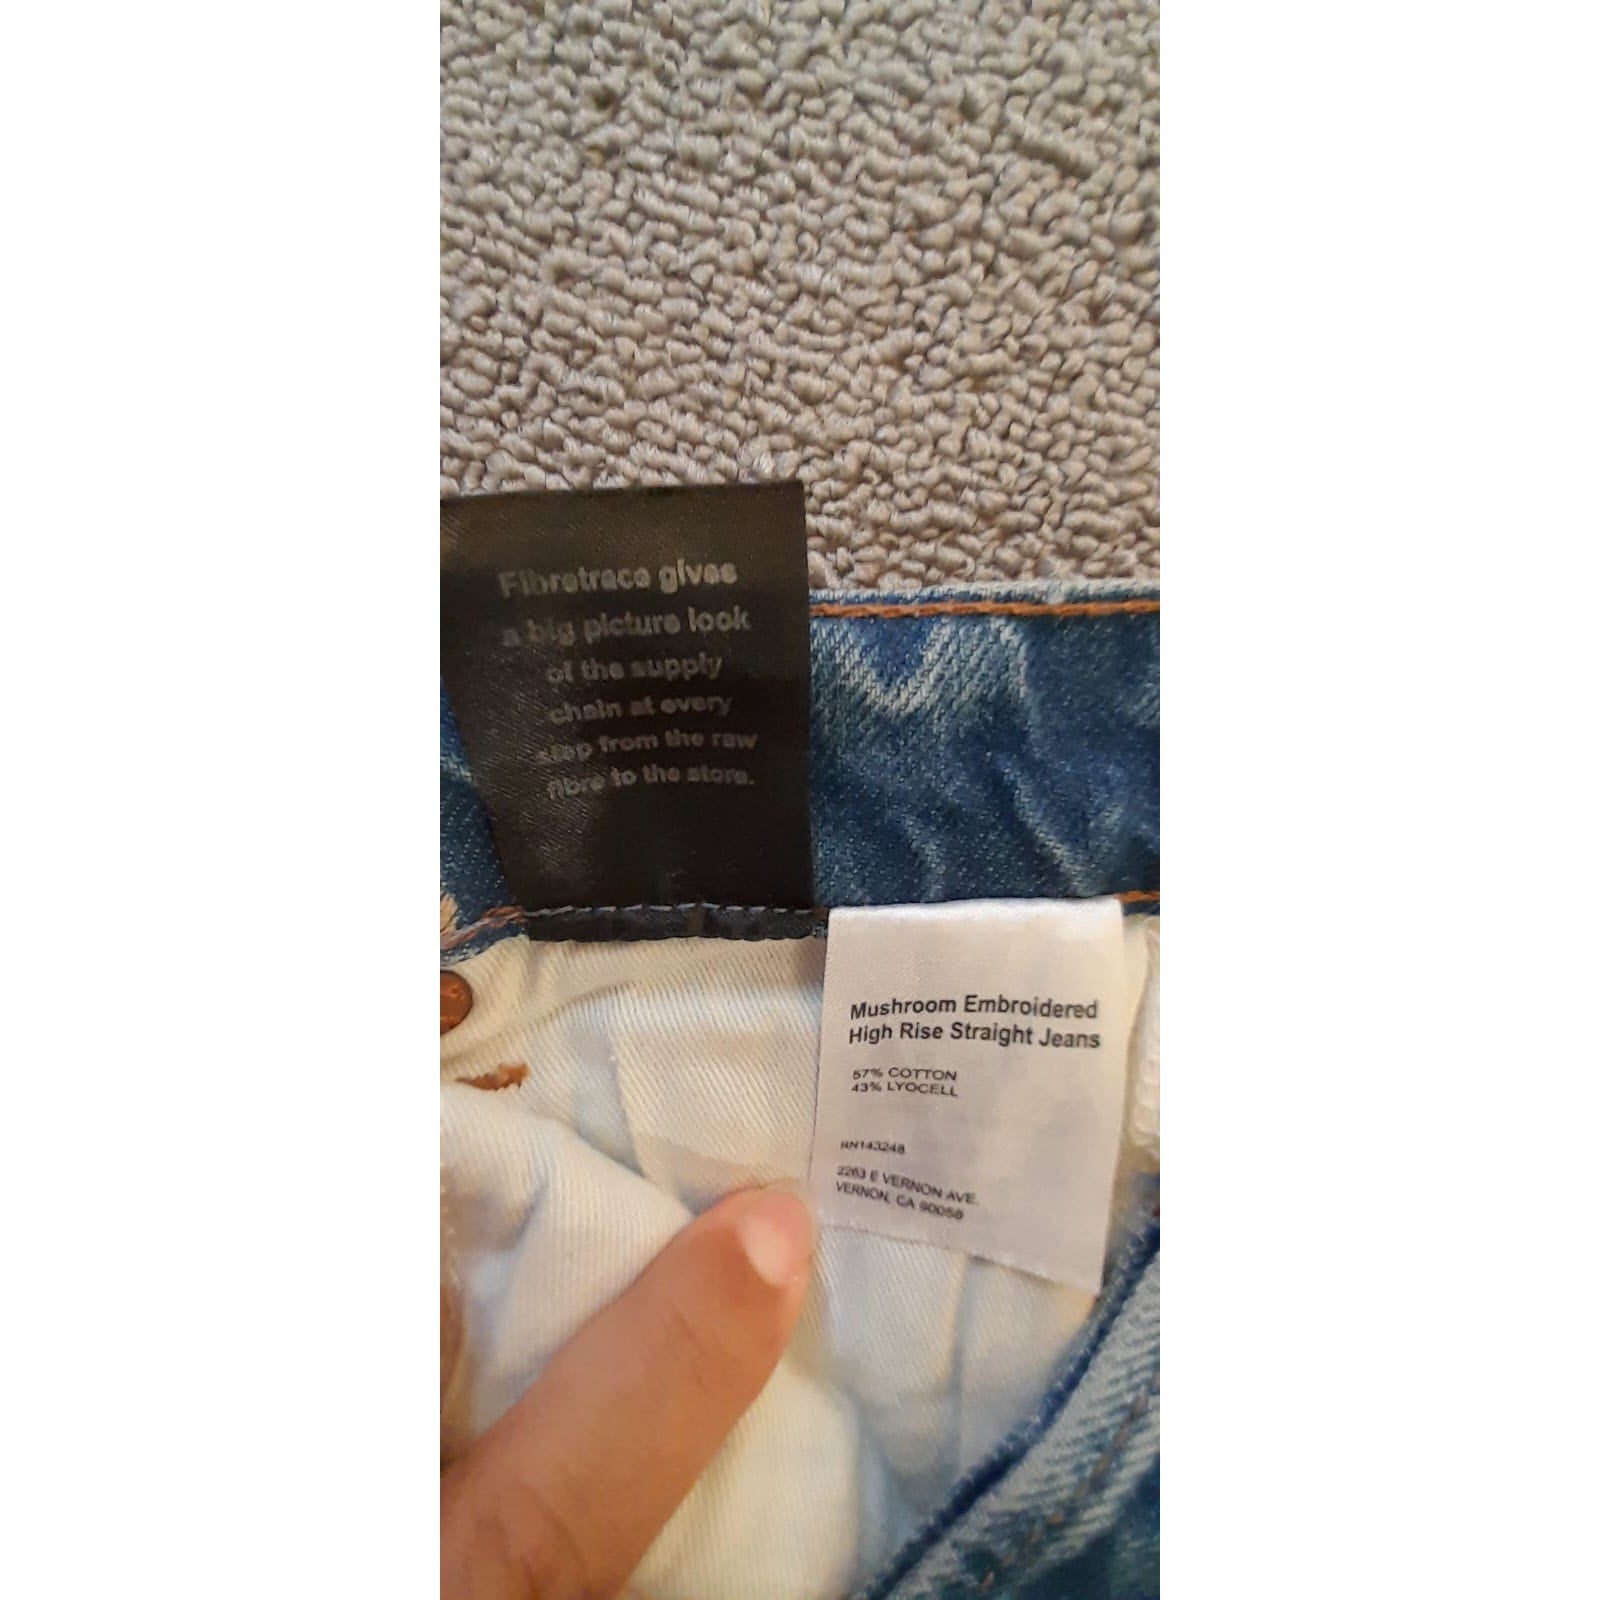 Fibretrace gives
a big picture look
of the supply
chain at every
step from the raw
fibre to the store.
Mushroom Embroidered
High Rise Straight Jeans
57% COTTON
43% LYOCELL
RN143248
2263 E VERNON AVE.
VERNON, CA 90058